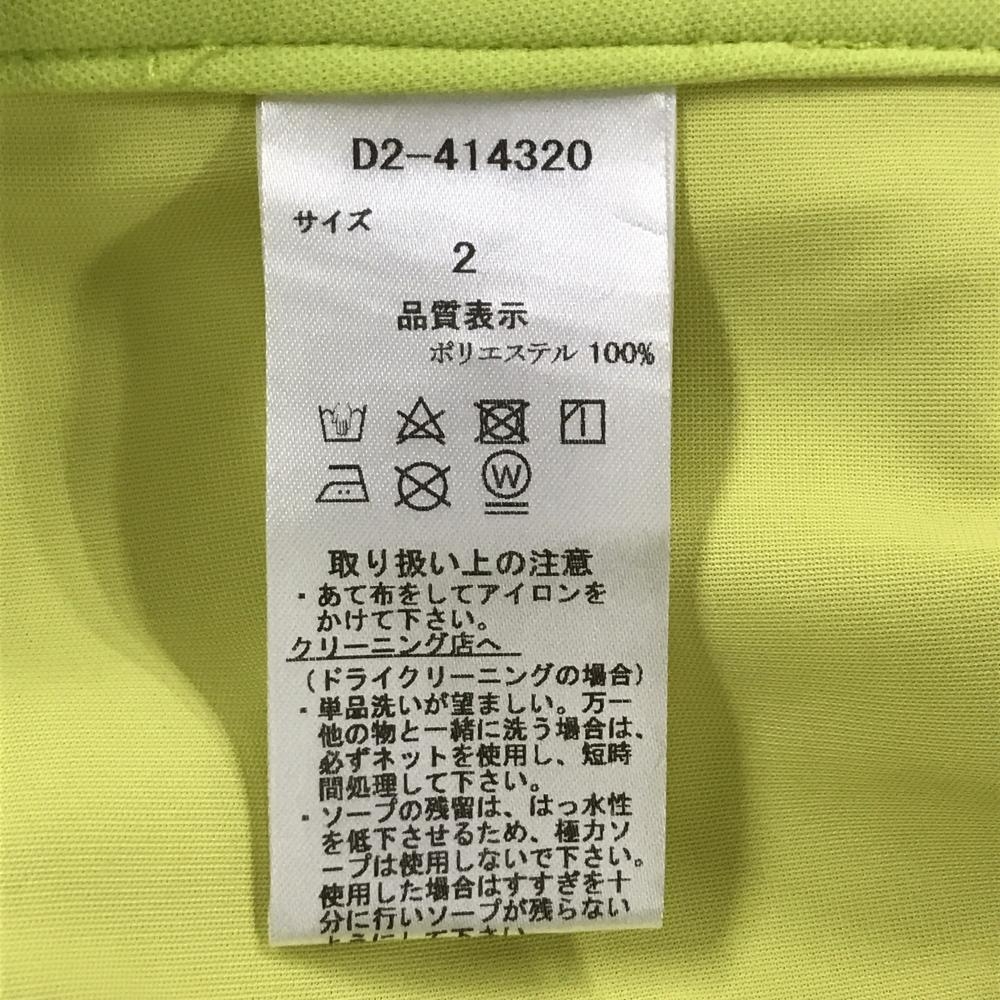 D2-414320
サイズ
2
品質表示
ポリエステル 100%
W
取り扱い上の注意
・あて布をしてアイロンを
かけて下さい。
クリーニング店へ
(ドライクリーニングの場合)
・単品洗いが望ましい。万一
他の物と一緒に洗う場合は、
必ずネットを使用し、短時
間処理して下さい。
・ソープの残留は、はっ水性
を低下させるため、極力ソ
ープは使用しないで下さい。
使用した場合はすすぎを十
分に行いソープが残らない
ようにして下さい。